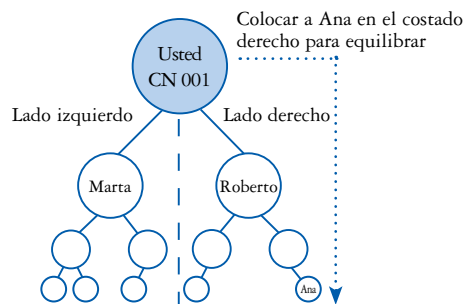 Colocar a Ana en el costado
derecho para equilibrar
Usted
CN 001
Lado izquierdo
Lado derecho
Marta
Roberto
Ana